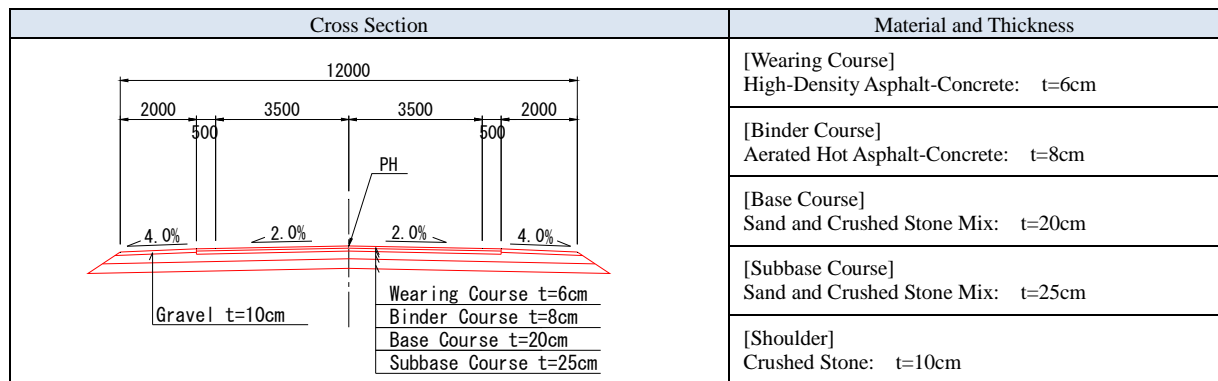 Cross Section
Material and Thickness
12000
2000 3500 3500 2000
500 500
PH
4.0% 2.0% 2.0% 4.0%
Gravel t=10cm
Wearing Course t=6cm
Binder Course t=8cm
Base Course t=20cm
Subbase Course t=25cm
[Wearing Course]
High-Density Asphalt-Concrete: t=6cm
[Binder Course]
Aerated Hot Asphalt-Concrete: t=8cm
[Base Course]
Sand and Crushed Stone Mix: t=20cm
[Subbase Course]
Sand and Crushed Stone Mix: t=25cm
[Shoulder]
Crushed Stone: t=10cm